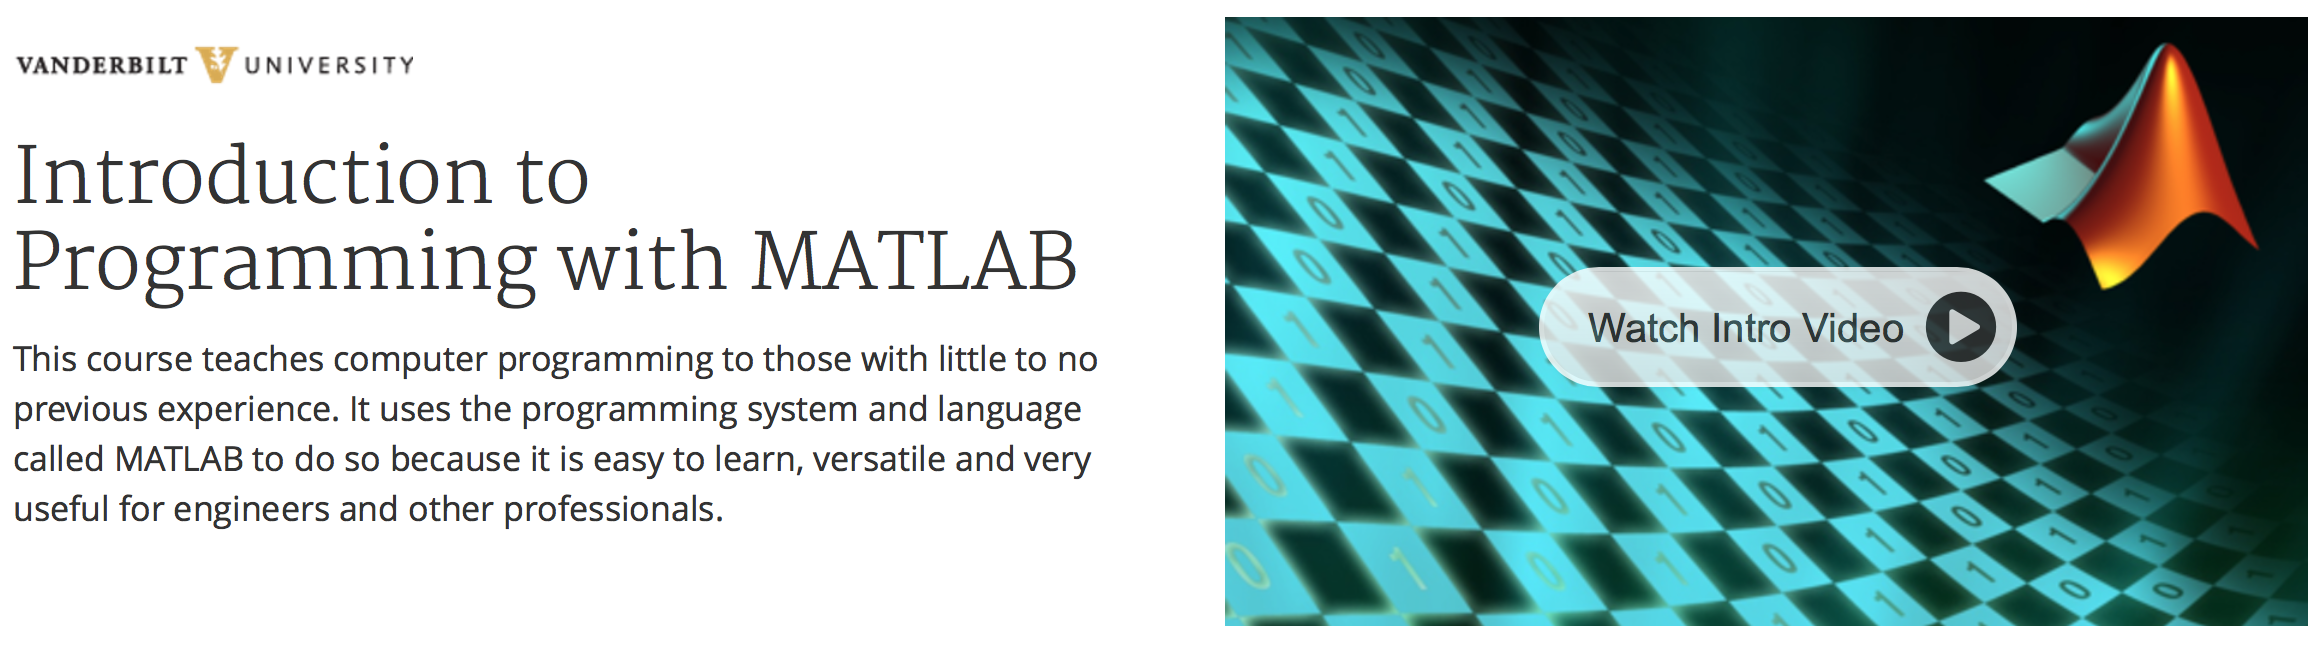 VANDERBILT UNIVERSITY
Introduction to
Programming with MATLAB
This course teaches computer programming to those with little to no
previous experience. It uses the programming system and language
called MATLAB to do so because it is easy to learn, versatile and very
useful for engineers and other professionals.
Watch Intro Video